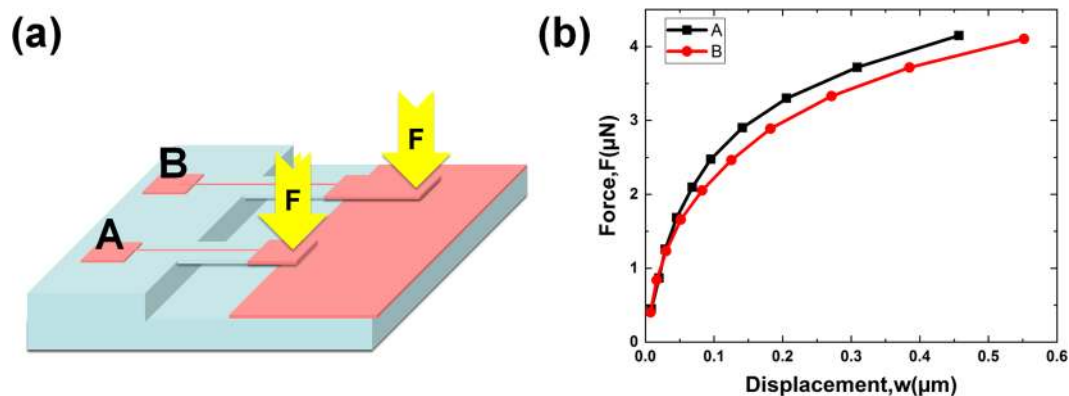 (a)
B
F
A
F
(b)
Force,F(μN)
4
3
2
1
0
A
B
0.0 0.1 0.2 0.3 0.4 0.5 0.6
Displacement,w(μm)